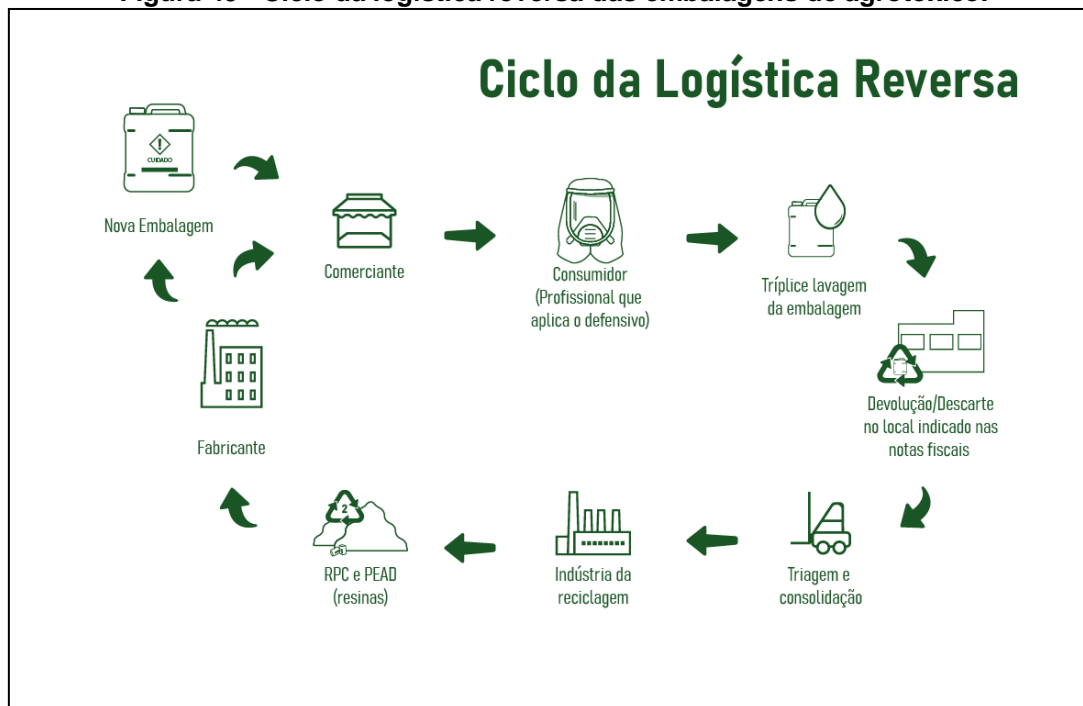 Ciclo da Logística Reversa
CUIDADO
Nova Embalagem
Comerciante
Consumidor
(Profissional que
aplica o defensivo)
Tríplice lavagem
da embalagem
Devolução/Descarte
no local indicado nas
notas fiscais
Triagem e
consolidação
Indústria da
reciclagem
2
RPC e PEAD
(resinas)
Fabricante